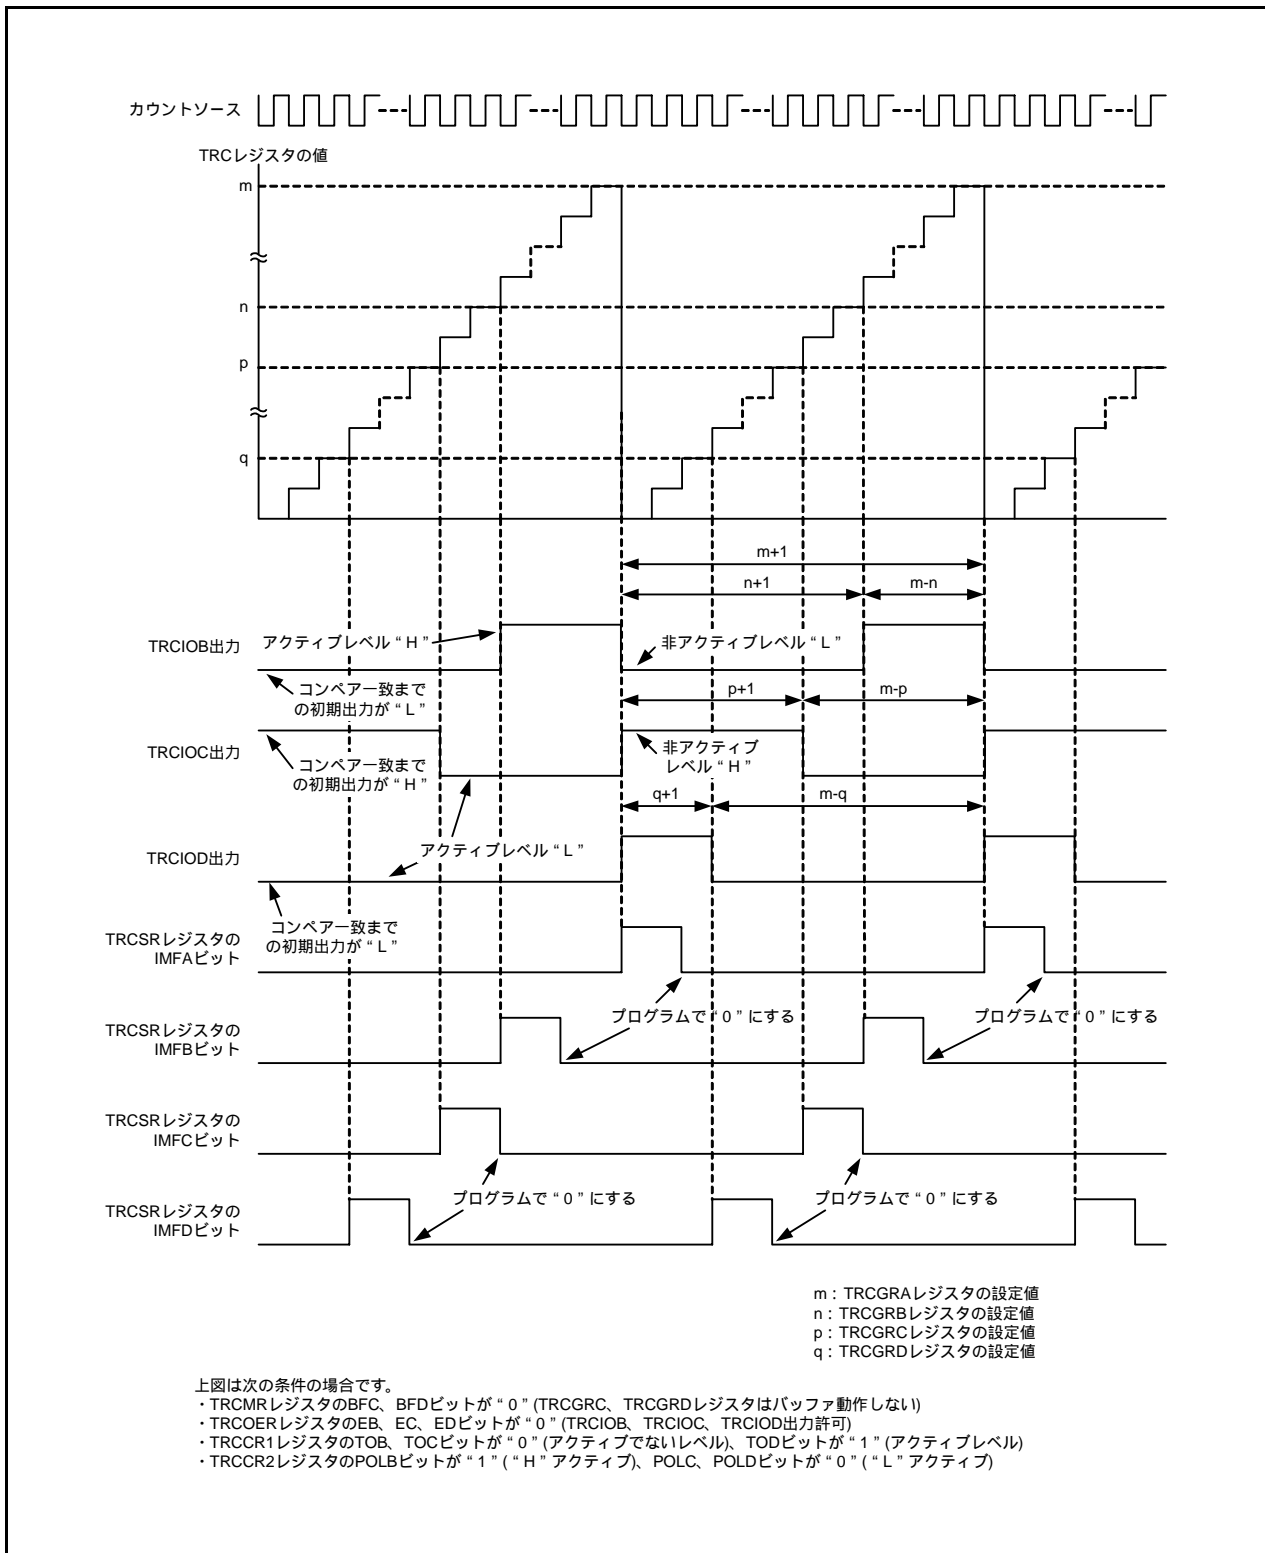 カウントソース
TRCレジスタの値
m
n
p
q
m+1
n+1
m-n
TRCIOB出力
アクティブレベル“H”
非アクティブレベル“L”
コンペア一致まで
の初期出力が“L”
p+1
m-p
TRCIOC出力
コンペア一致まで
の初期出力が“H”
非アクティブ
レベル“H”
q+1
m-q
TRCIOD出力
アクティブレベル“L”
コンペア一致まで
の初期出力が“L”
TRCSRレジスタの
IMFAビット
プログラムで“0”にする
プログラムで“0”にする
TRCSRレジスタの
IMFBビット
TRCSRレジスタの
IMFCビット
プログラムで“0”にする
プログラムで“0”にする
TRCSRレジスタの
IMFDビット
m：TRCGRAレジスタの設定値
n：TRCGRBレジスタの設定値
p：TRCGRCレジスタの設定値
q：TRCGRDレジスタの設定値
上図は次の条件の場合です。
・TRCMRレジスタのBFC、BFDビットが“0”(TRCGRC、TRCGRDレジスタはバッファ動作しない)
・TRCOERレジスタのEB、EC、EDビットが“0”(TRCIOB、TRCIOC、TRCIOD出力許可)
・TRCCR1レジスタのTOB、TOCビットが“0”(アクティブでないレベル)、TODビットが“1”(アクティブレベル)
・TRCCR2レジスタのPOLBビットが“1”(“H”アクティブ)、POLC、POLDビットが“0”(“L”アクティブ)